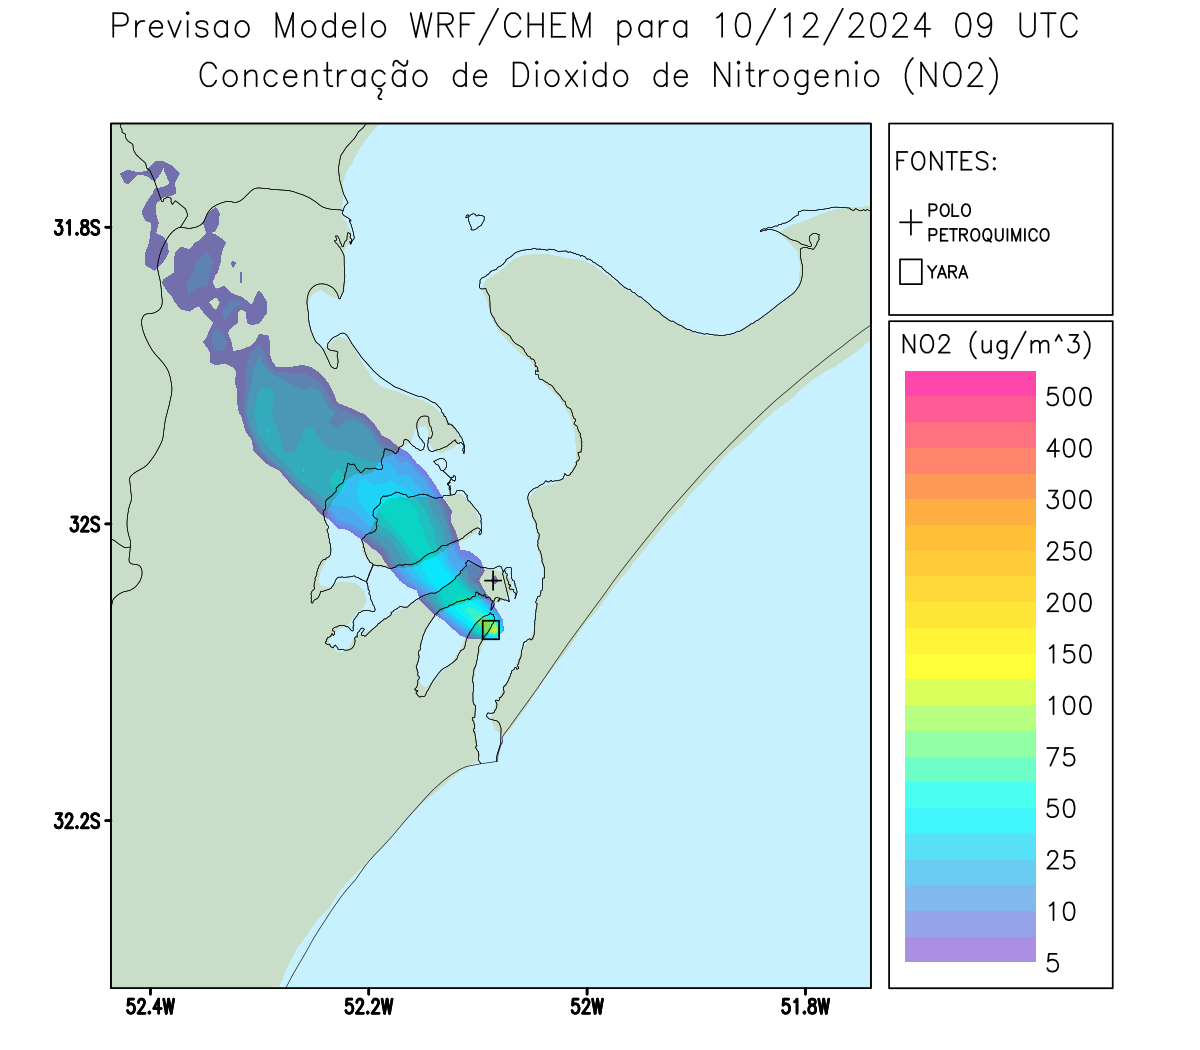 Previsao Modelo WRF/CHEM para 10/12/2024 09 UTC
Concentração de Dioxido de Nitrogenio (NO2)
FONTES:
POLO
PETROQUIMICO
YARA
NO2 (ug/m^3)
500
400
300
250
200
150
100
75
50
25
10
5
31.8S
32S
32.2S
52.4W
52.2W
52W
51.8W